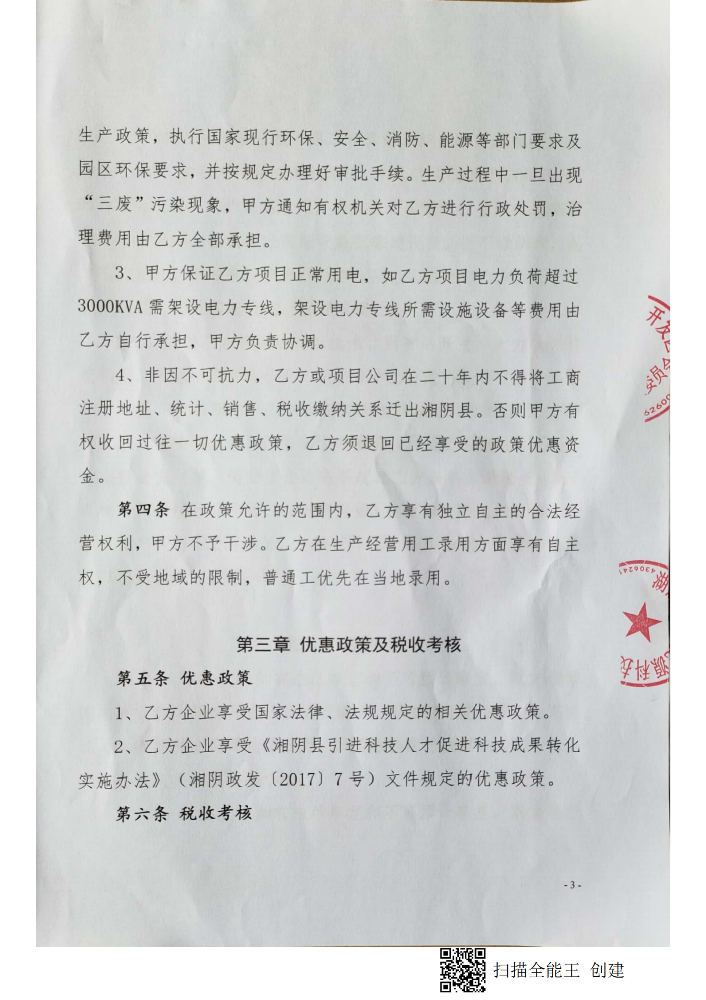 生产政策，执行国家现行环保、安全、消防、能源等部门要求及
园区环保要求，并按规定办理好审批手续。生产过程中一旦出现
“三废”污染现象，甲方通知有权机关对乙方进行行政处罚，治
理费用由乙方全部承担。
3、甲方保证乙方项目正常用电，如乙方项目电力负荷超过
3000KVA 需架设电力专线，架设电力专线所需设施设备等费用由
乙方自行承担，甲方负责协调。
4、非因不可抗力，乙方或项目公司在二十年内不得将工商
注册地址、统计、销售、税收缴纳关系迁出湘阴县。否则甲方有
权收回过往一切优惠政策，乙方须退回已经享受的政策优惠资
金。
第四条 在政策允许的范围内，乙方享有独立自主的合法经
营权利，甲方不予干涉。乙方在生产经营用工录用方面享有自主
权，不受地域的限制，普通工优先在当地录用。
第三章 优惠政策及税收考核
第五条 优惠政策
1、乙方企业享受国家法律、法规规定的相关优惠政策。
2、乙方企业享受《湘阴县引进科技人才促进科技成果转化
实施办法》（湘阴政发〔2017〕7 号）文件规定的优惠政策。
第六条 税收考核
开发
员会
62600
4306241
湖
源科
- 3 -
扫描全能王 创建